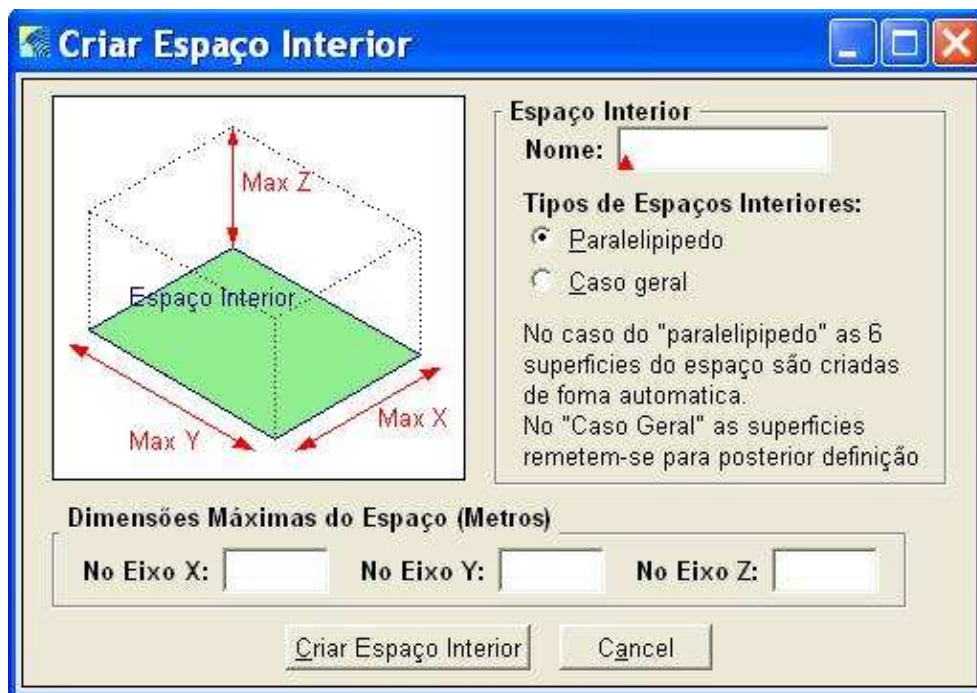 Criar Espaço Interior
Max Z
Espaço Interior
Max Y
Max X
Espaço Interior
Nome:
Tipos de Espaços Interiores:
Paralelipipedo
Caso geral
No caso do "paralelipipedo" as 6
superficies do espaço são criadas
de foma automatica.
No "Caso Geral" as superficies
remetem-se para posterior definição
Dimensões Máximas do Espaço (Metros)
No Eixo X: No Eixo Y: No Eixo Z:
Criar Espaço Interior Cancel